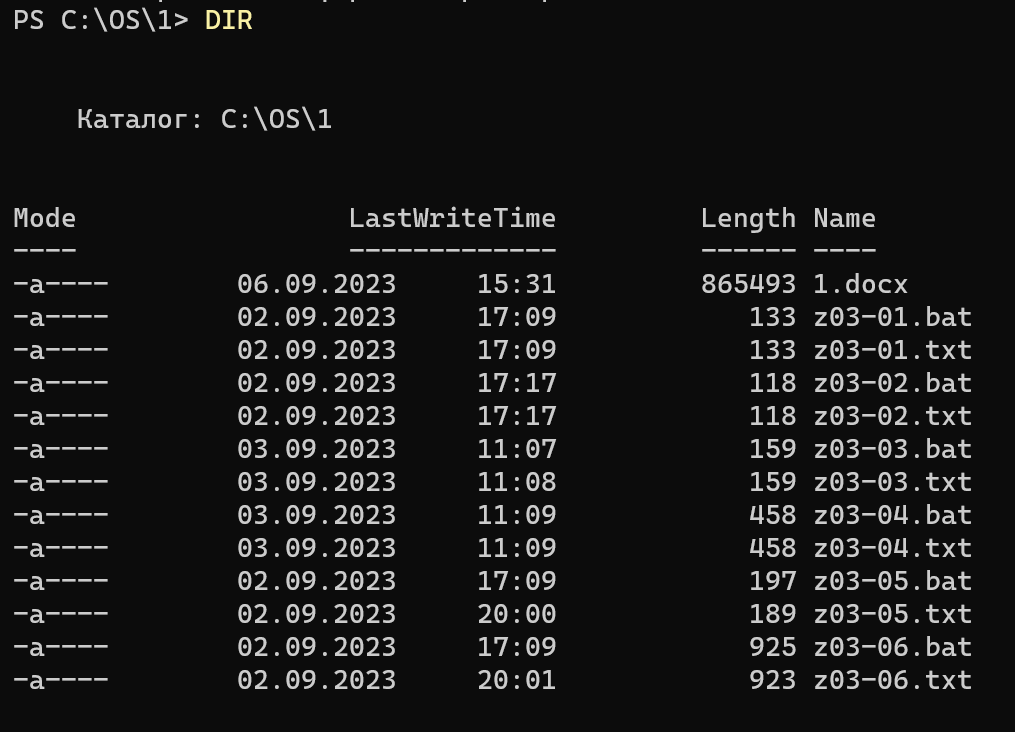 PS C:\OS\1> DIR
Каталог: C:\OS\1
Mode                 LastWriteTime         Length Name
----                 -------------         ------ ----
-a----        06.09.2023     15:31         865493 1.docx
-a----        02.09.2023     17:09            133 z03-01.bat
-a----        02.09.2023     17:09            133 z03-01.txt
-a----        02.09.2023     17:17            118 z03-02.bat
-a----        02.09.2023     17:17            118 z03-02.txt
-a----        03.09.2023     11:07            159 z03-03.bat
-a----        03.09.2023     11:08            159 z03-03.txt
-a----        03.09.2023     11:09            458 z03-04.bat
-a----        03.09.2023     11:09            458 z03-04.txt
-a----        02.09.2023     17:09            197 z03-05.bat
-a----        02.09.2023     20:00            189 z03-05.txt
-a----        02.09.2023     17:09            925 z03-06.bat
-a----        02.09.2023     20:01            923 z03-06.txt